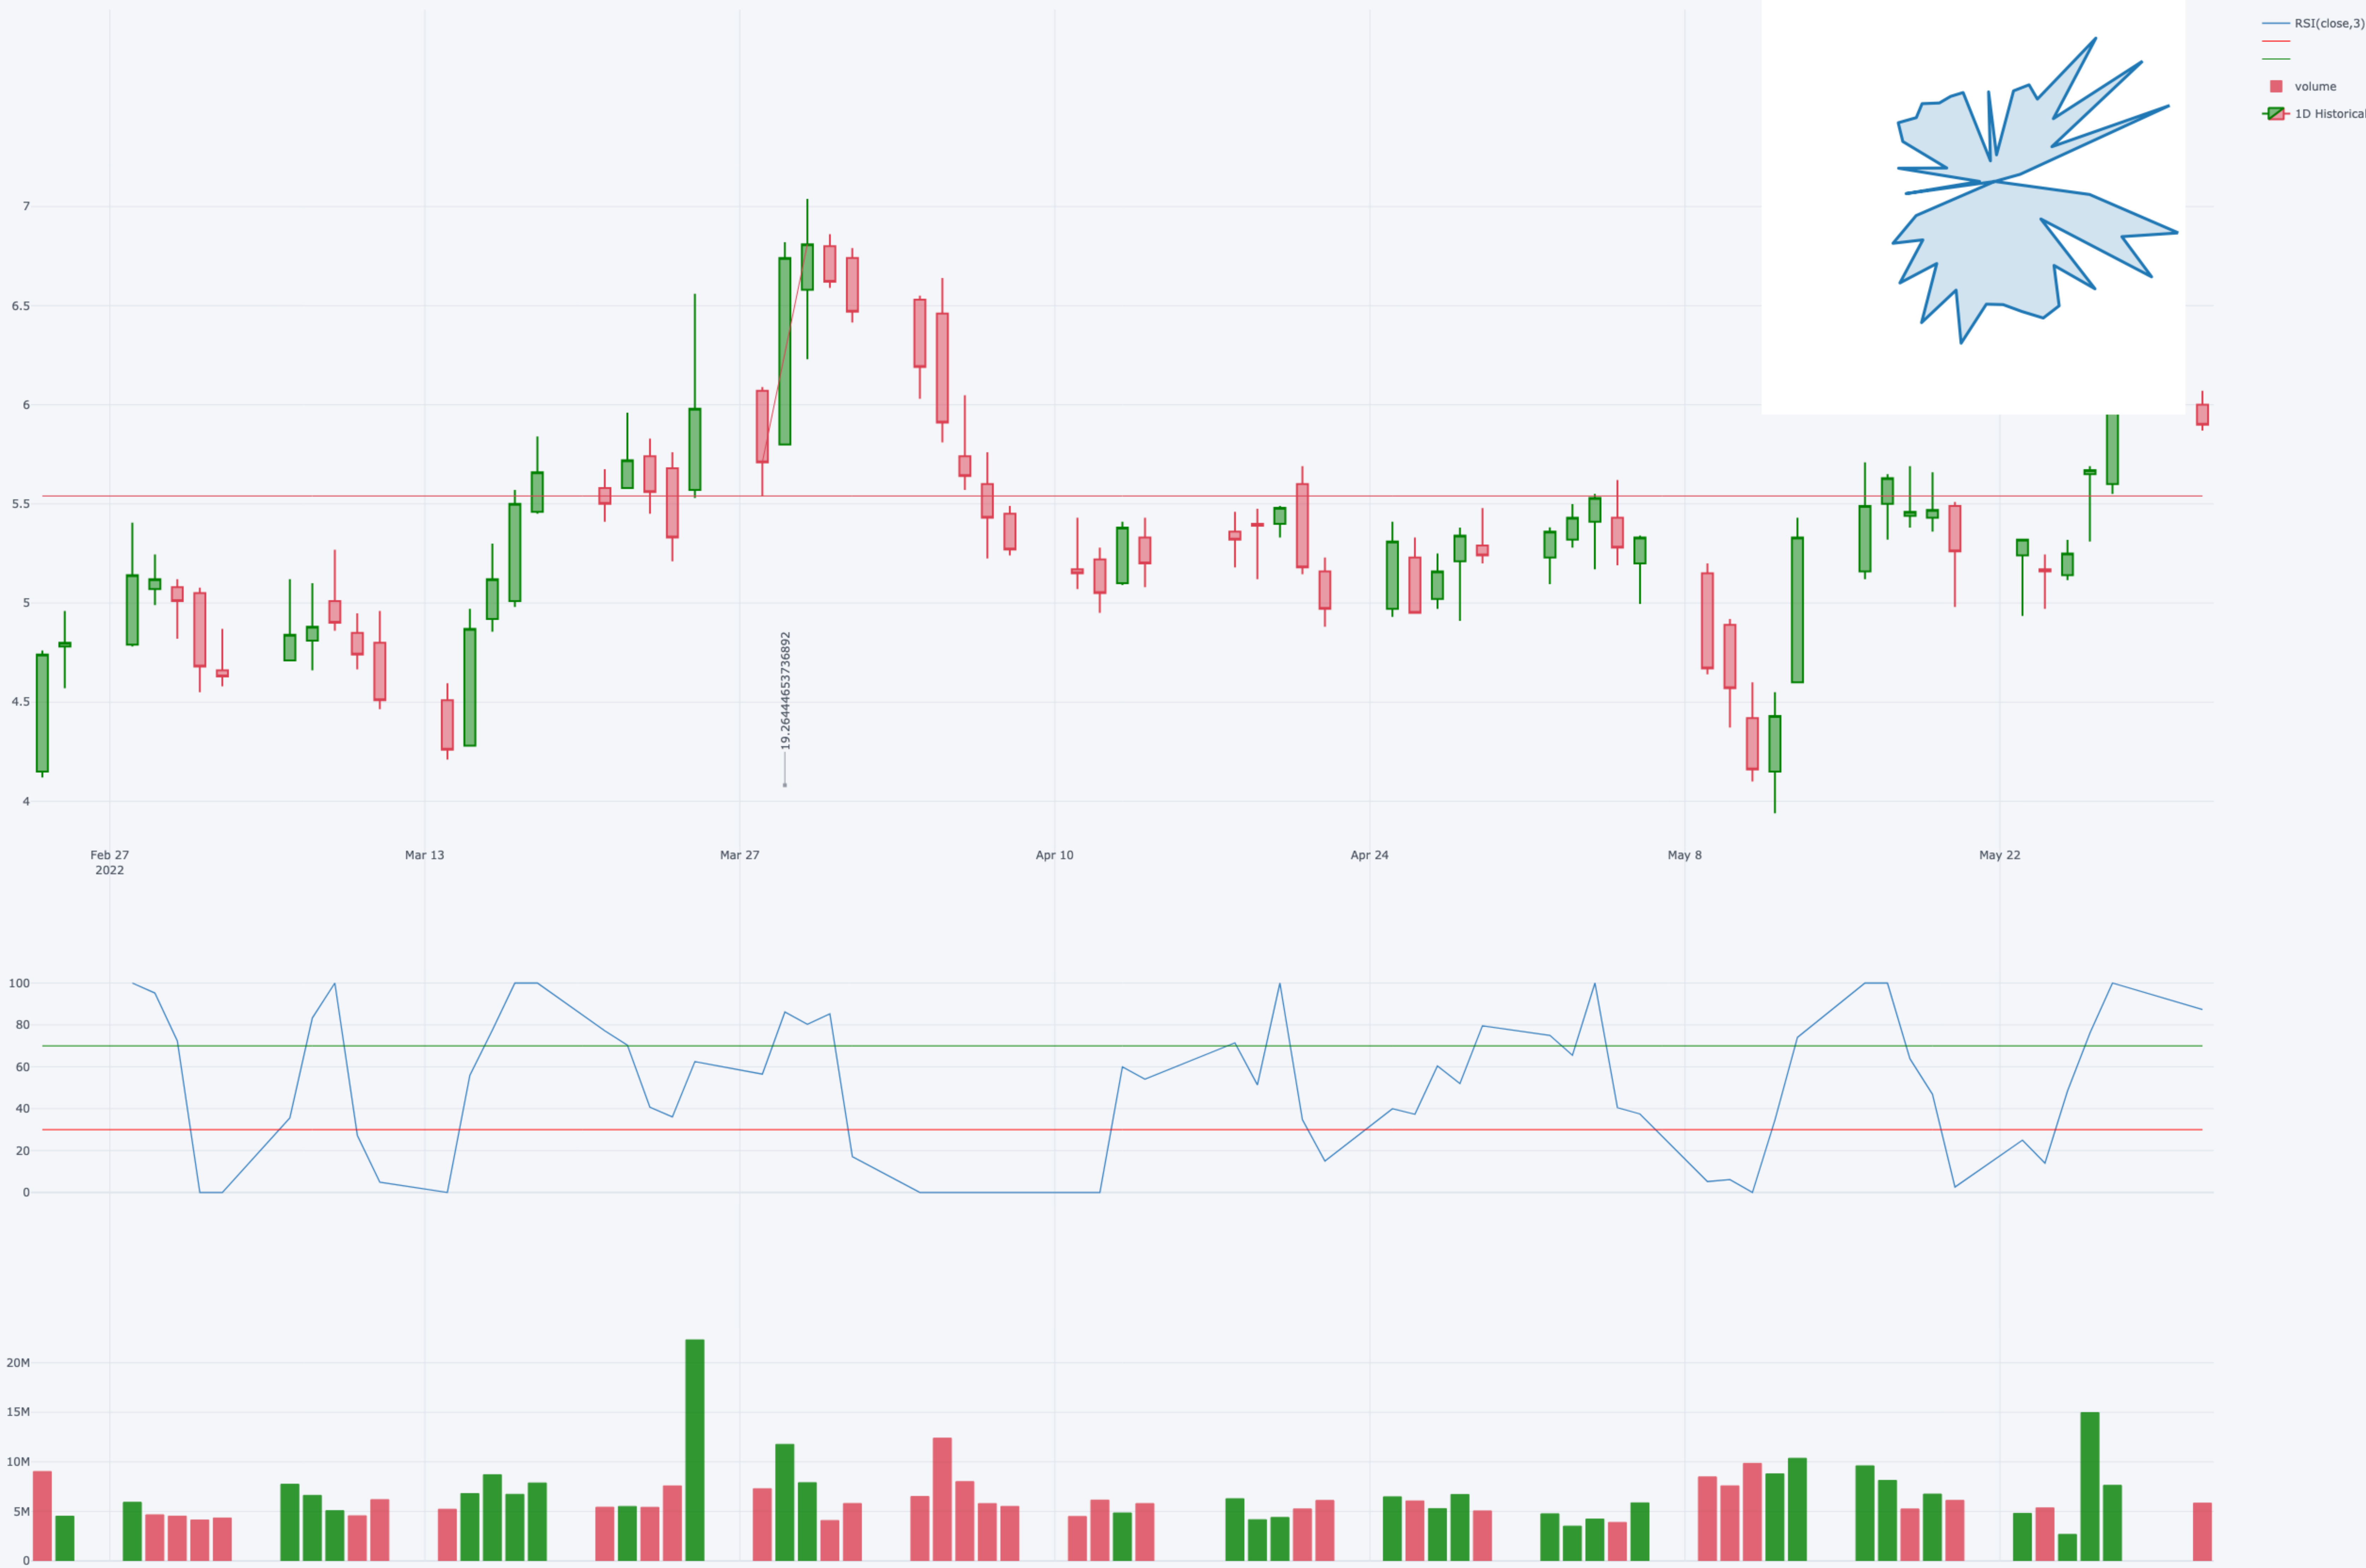 RSI(close,3)
volume
1D Historical
7
6.5
6
5.5
5
4.5
4
19.26444653736892
Feb 27
2022
Mar 13
Mar 27
Apr 10
Apr 24
May 8
May 22
100
80
60
40
20
0
20M
15M
10M
5M
0